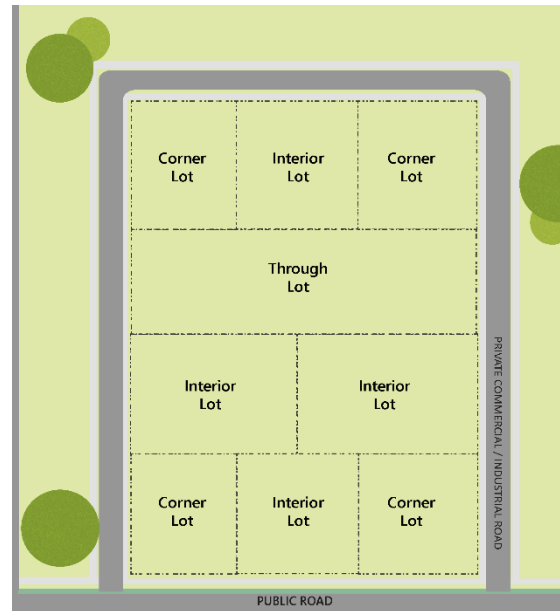 Corner
Lot
Interior
Lot
Corner
Lot
Through
Lot
Interior
Lot
Interior
Lot
PRIVATE COMMERCIAL / INDUSTRIAL ROAD
Corner
Lot
Interior
Lot
Corner
Lot
PUBLIC ROAD